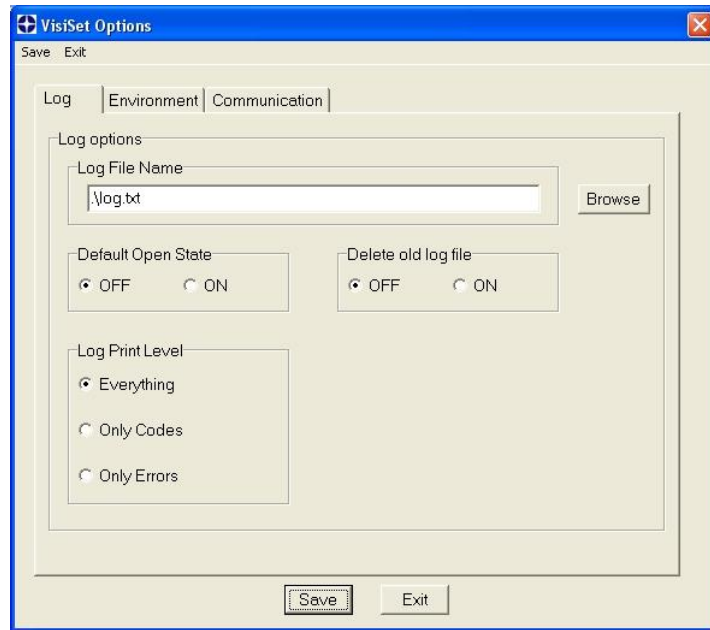 VisiSet Options
Save Exit
Log Environment Communication
Log options
Log File Name
.\log.txt Browse
Default Open State Delete old log file
OFF ON OFF ON
Log Print Level
Everything
Only Codes
Only Errors
Save Exit